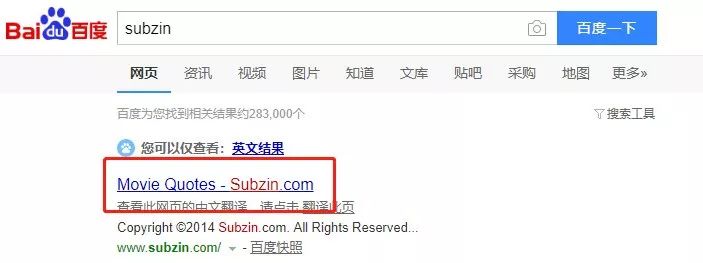 Bai du 百度 subzin 百度一下
网页 资讯 视频 图片 知道 文库 贴吧 采购 地图 更多»
百度为您找到相关结果约283,000个 搜索工具
您可以仅查看：英文结果
Movie Quotes - Subzin.com
查看此网页的中文翻译，请点击 翻译此页
Copyright ©2014 Subzin.com. All Rights Reserved...
www.subzin.com/ - 百度快照